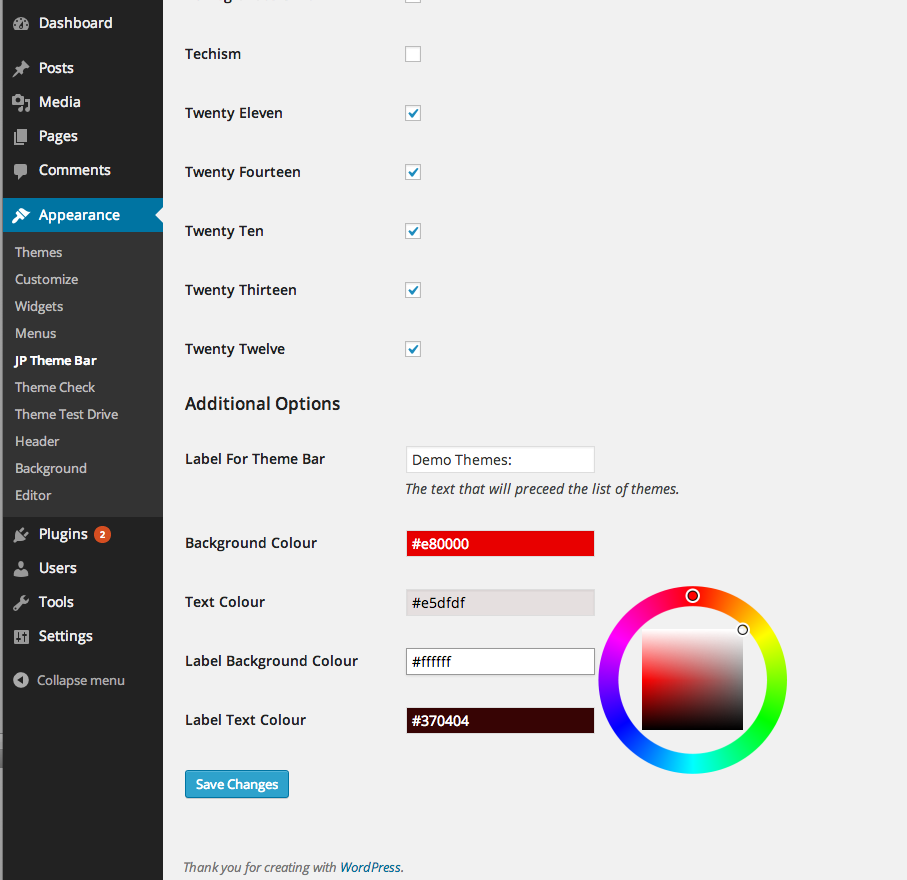 Dashboard
Posts
Media
Pages
Comments
Appearance
Themes
Customize
Widgets
Menus
JP Theme Bar
Theme Check
Theme Test Drive
Header
Background
Editor
Plugins 2
Users
Tools
Settings
Collapse menu
Techism
Twenty Eleven
Twenty Fourteen
Twenty Ten
Twenty Thirteen
Twenty Twelve
Additional Options
Label For Theme Bar Demo Themes:
The text that will preceed the list of themes.
Background Colour #e80000
Text Colour #e5dfdf
Label Background Colour #ffffff
Label Text Colour #370404
Save Changes
Thank you for creating with WordPress.